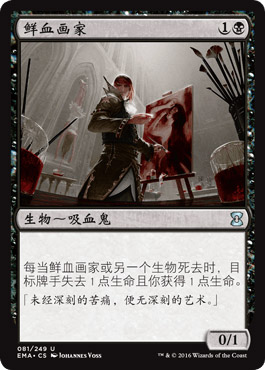 鲜血画家 1
生物～吸血鬼
每当鲜血画家或另一个生物死去时，目
标牌手失去1点生命且你获得1点生命。
「未经深刻的苦痛，便无深刻的艺术。」
0/1
081/249 U
EMA • CS Johannes Voss
™ & © 2016 Wizards of the Coast